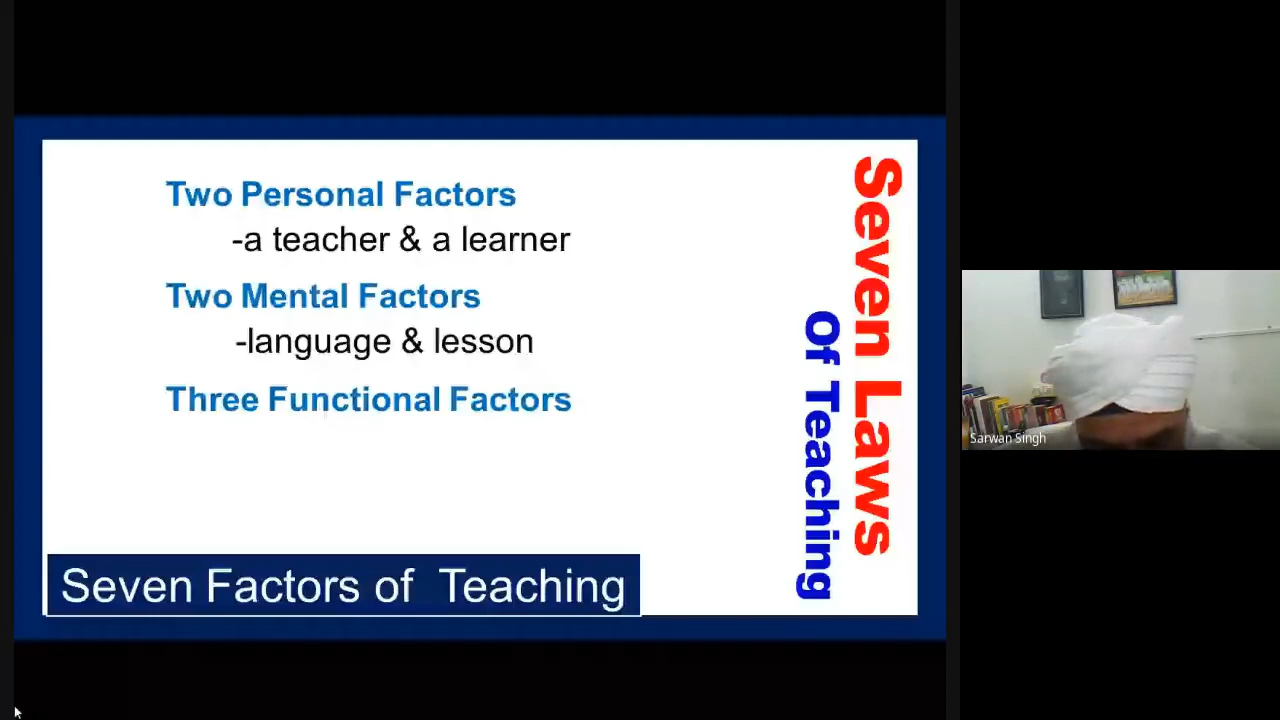 Two Personal Factors
-a teacher & a learner
Two Mental Factors
-language & lesson
Three Functional Factors
Seven Factors of  Teaching
Seven Laws
Of Teaching
Sarwan Singh